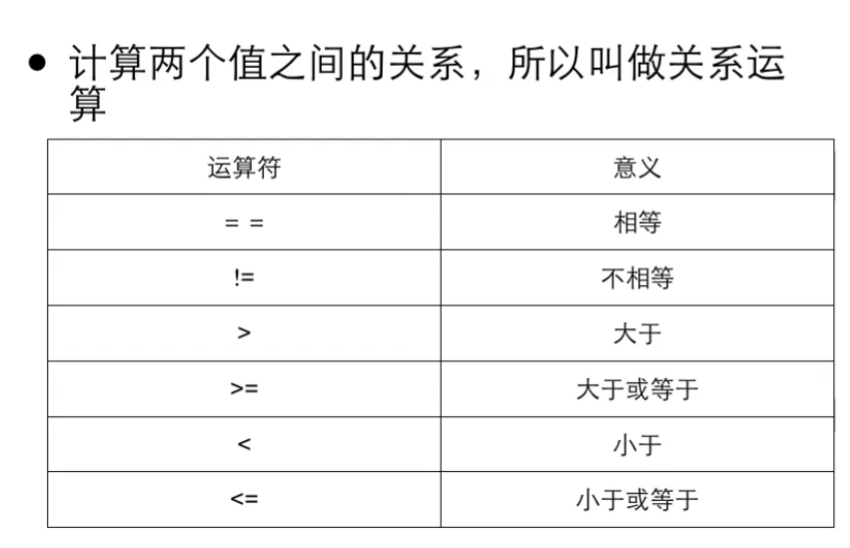 ● 计算两个值之间的关系，所以叫做关系运
算
运算符 意义
= = 相等
!= 不相等
> 大于
>= 大于或等于
< 小于
<= 小于或等于